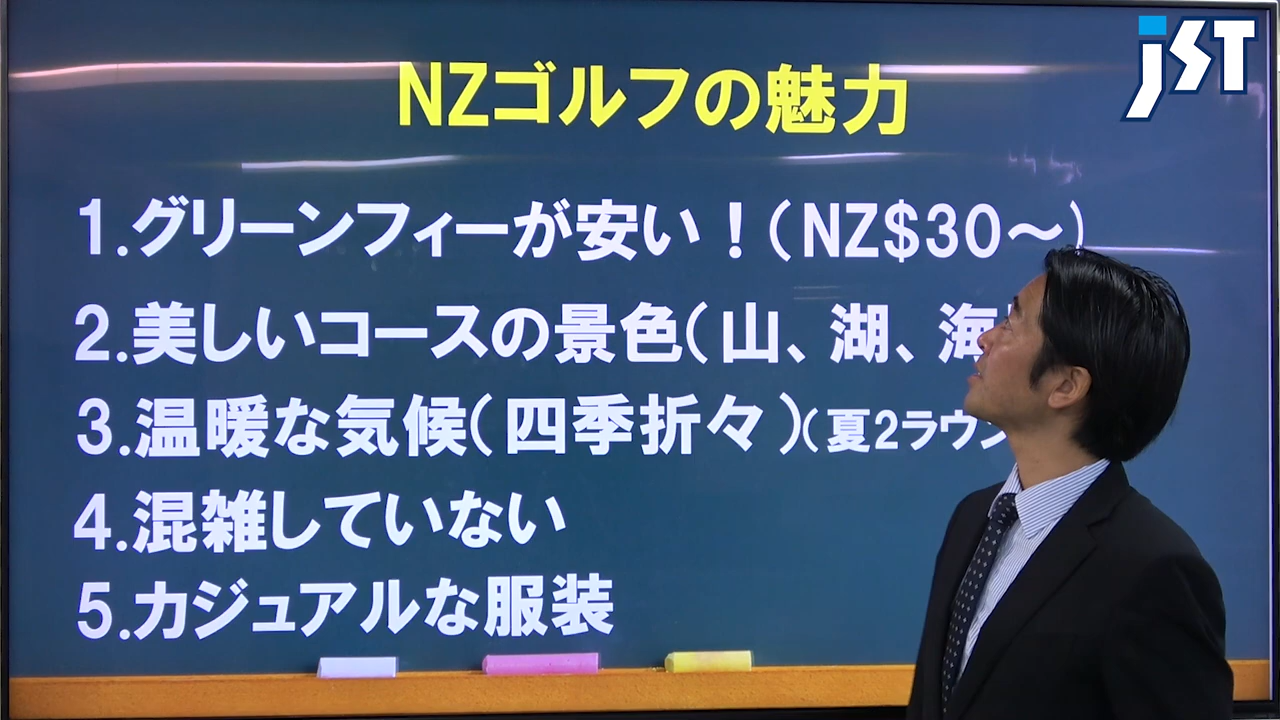 jST
NZゴルフの魅力
1.グリーンフィーが安い！（NZ$30～）
2.美しいコースの景色（山、湖、海）
3.温暖な気候（四季折々）（夏2ラウン
4.混雑していない
5.カジュアルな服装